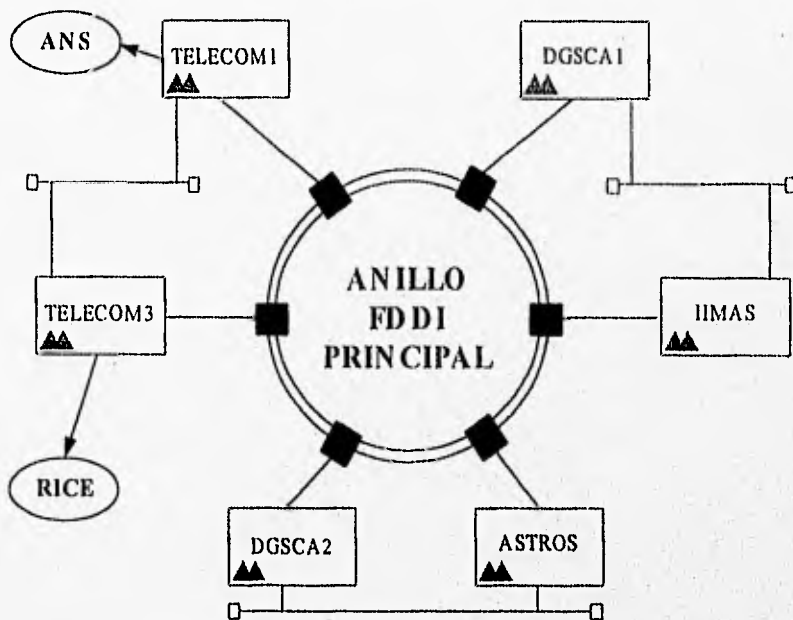 ANS
TELECOM1
DGSCA1
ANILLO
FDDI
PRINCIPAL
TELECOM3
IIMAS
RICE
DGSCA2
ASTROS